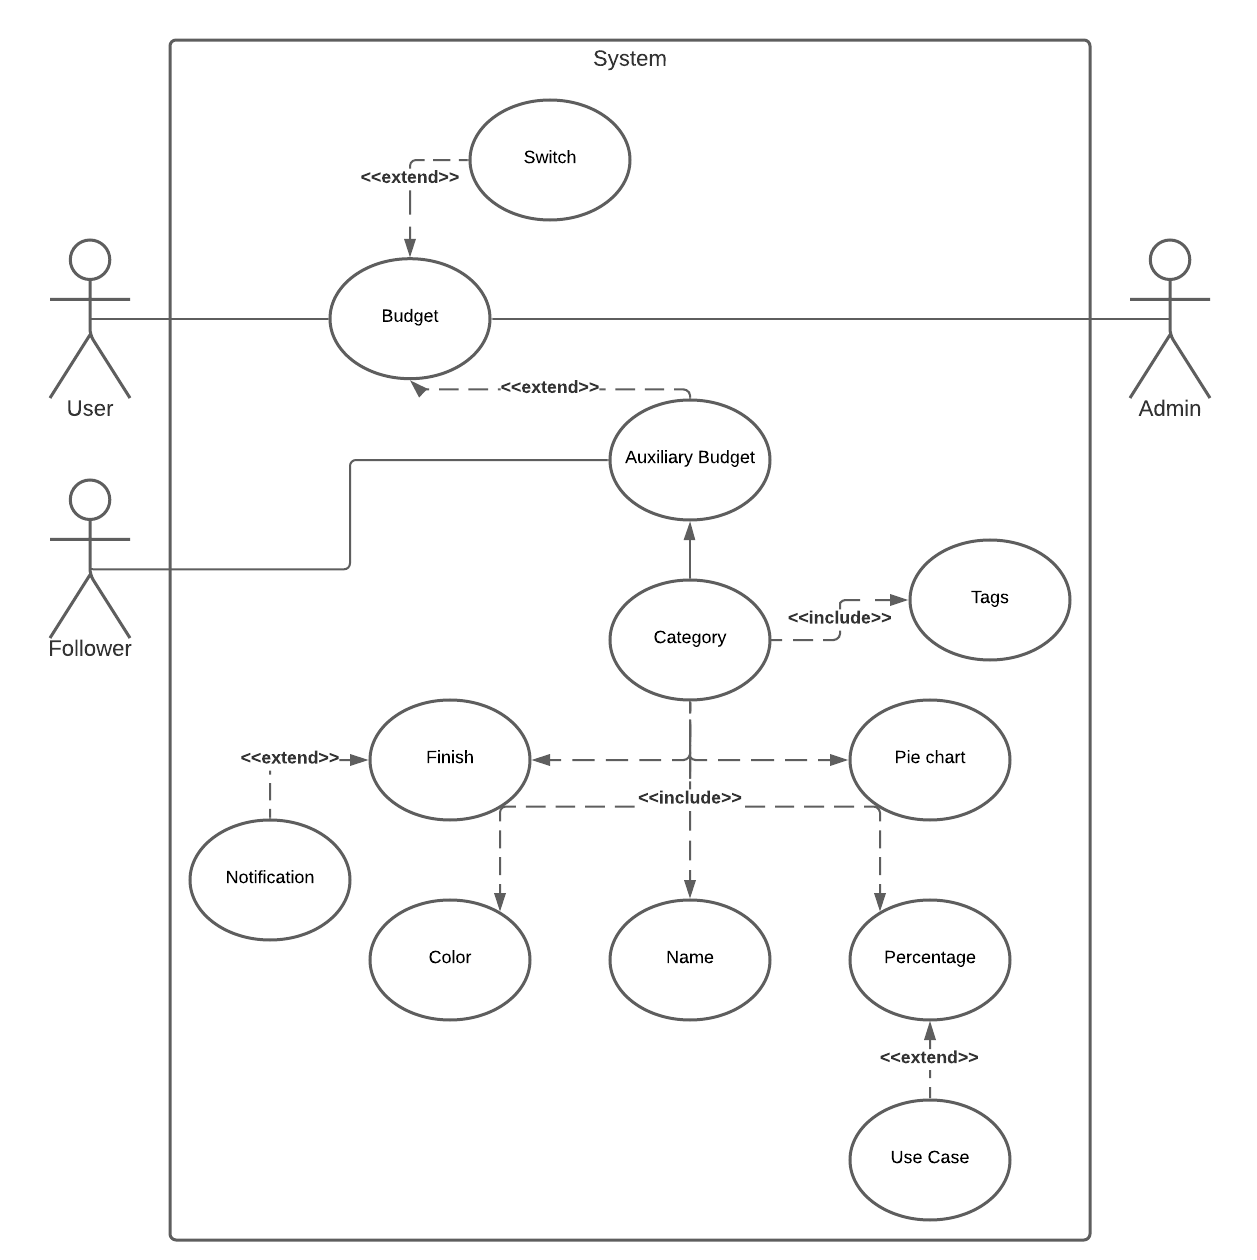 System
Switch
<<extend>>
Budget
User
Admin
<<extend>>
Auxiliary Budget
Follower
Tags
<<include>>
Category
<<extend>>
Finish
Pie chart
<<include>>
Notification
Color
Name
Percentage
<<extend>>
Use Case